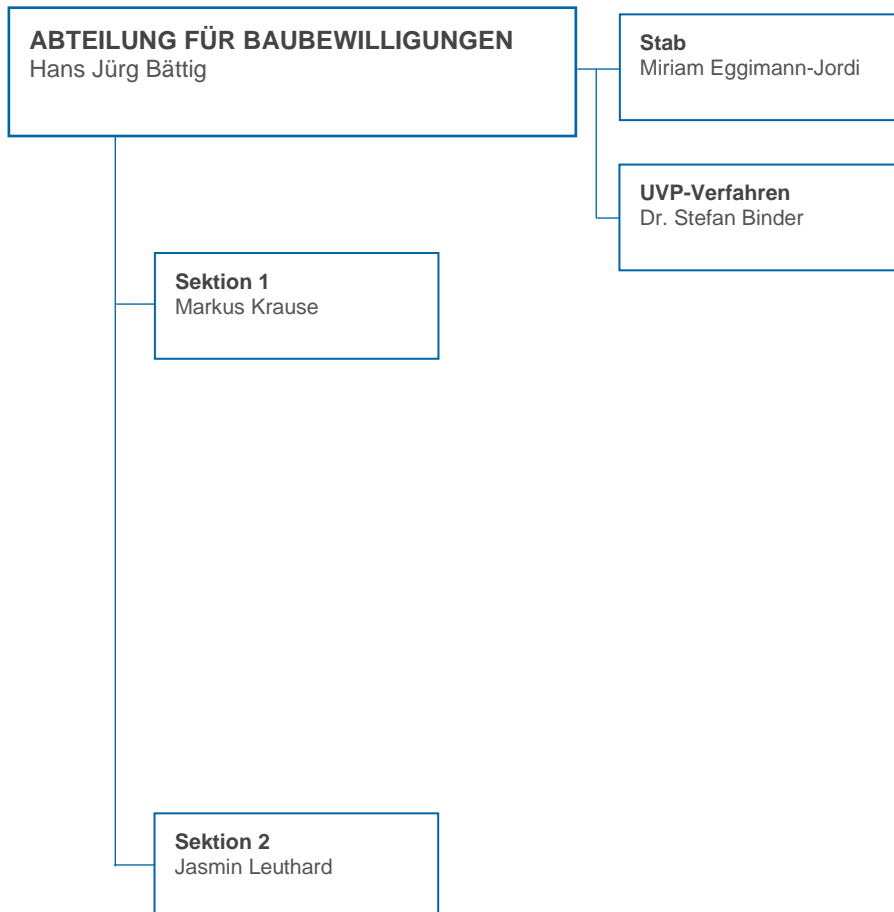 ABTEILUNG FÜR BAUBEWILLIGUNGEN
Hans Jürg Bättig
Stab
Miriam Eggimann-Jordi
UVP-Verfahren
Dr. Stefan Binder
Sektion 1
Markus Krause
Sektion 2
Jasmin Leuthard